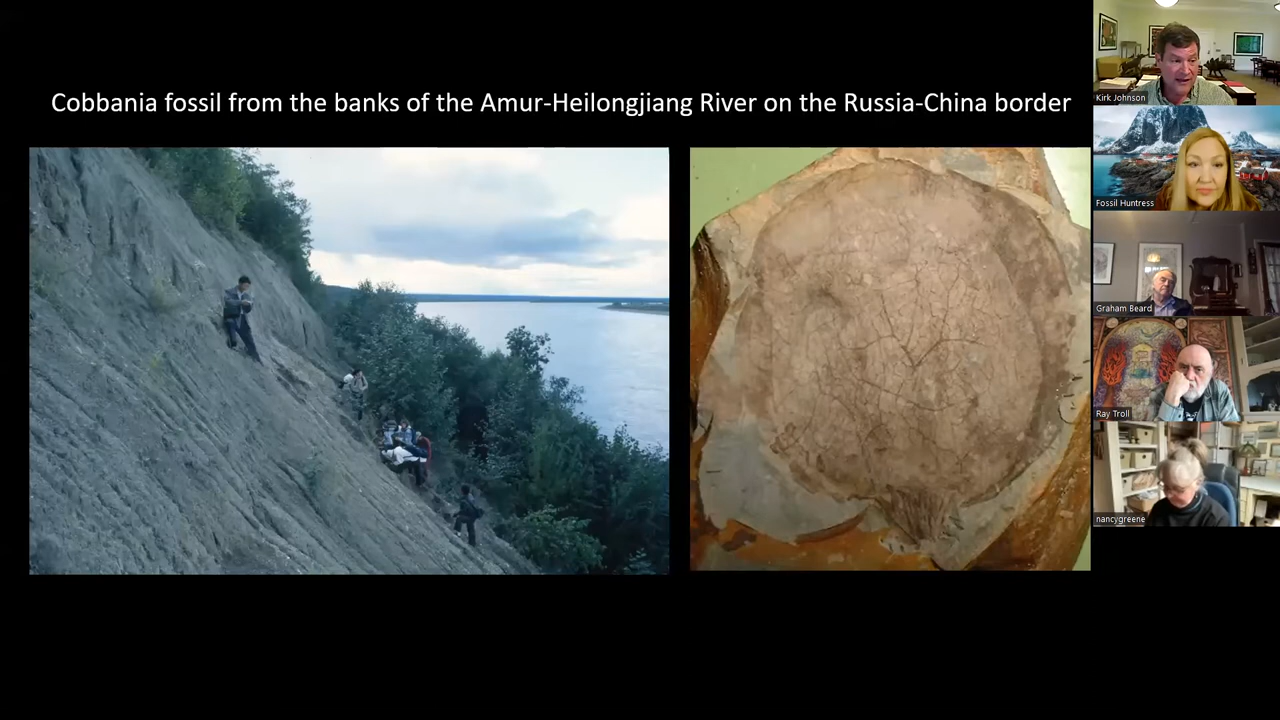 Cobbania fossil from the banks of the Amur-Heilongjiang River on the Russia-China border
Kirk Johnson
Fossil Huntress
Graham Beard
Ray Troll
nancygreene